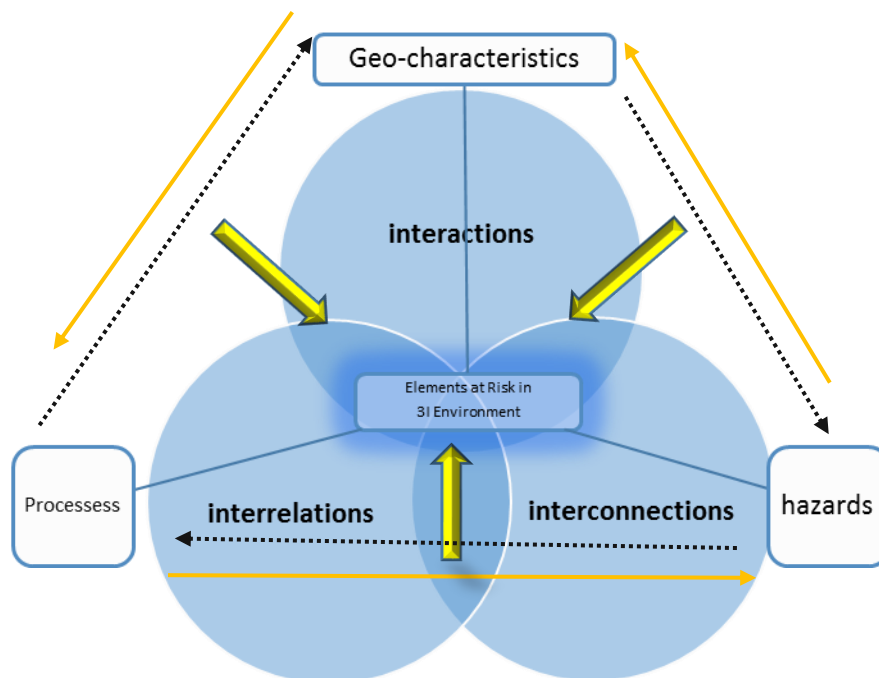 Geo-characteristics
interactions
Elements at Risk in
3I Environment
Processess
interrelations
interconnections
hazards